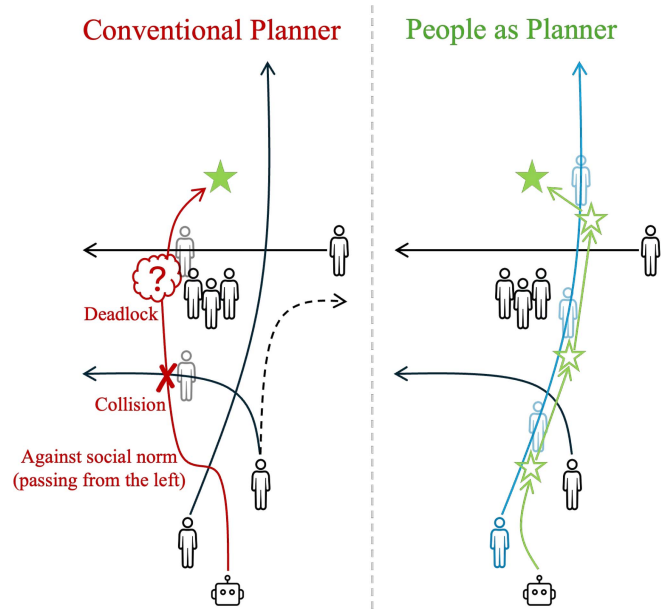 Conventional Planner
People as Planner
?
Deadlock
Collision
Against social norm
(passing from the left)